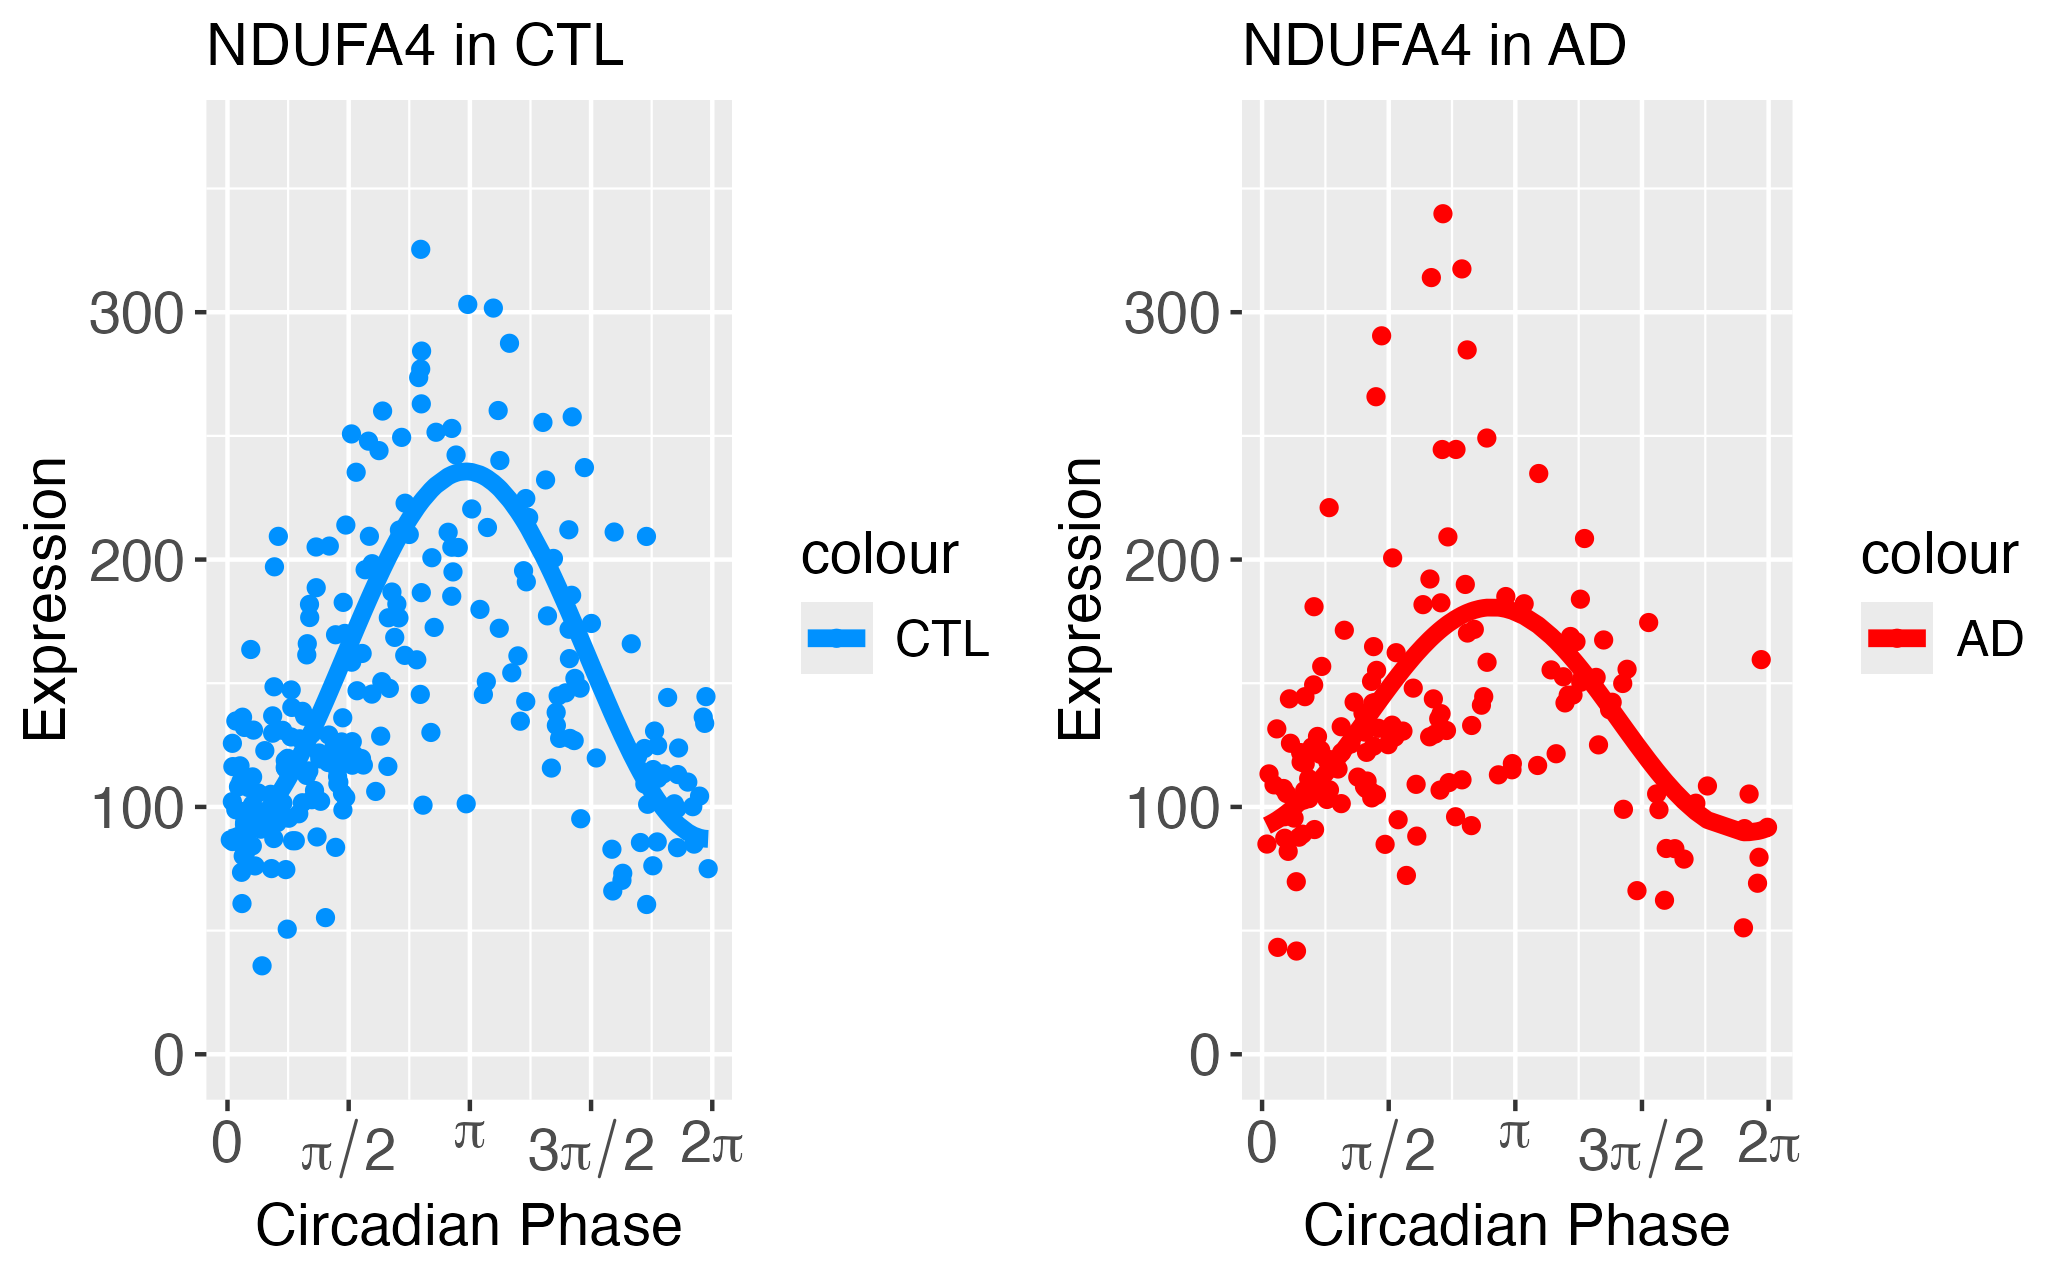 NDUFA4 in CTL
Expression
300
200
100
0
0 π/2 π 3π/2 2π
Circadian Phase
colour
CTL
NDUFA4 in AD
Expression
300
200
100
0
0 π/2 π 3π/2 2π
Circadian Phase
colour
AD